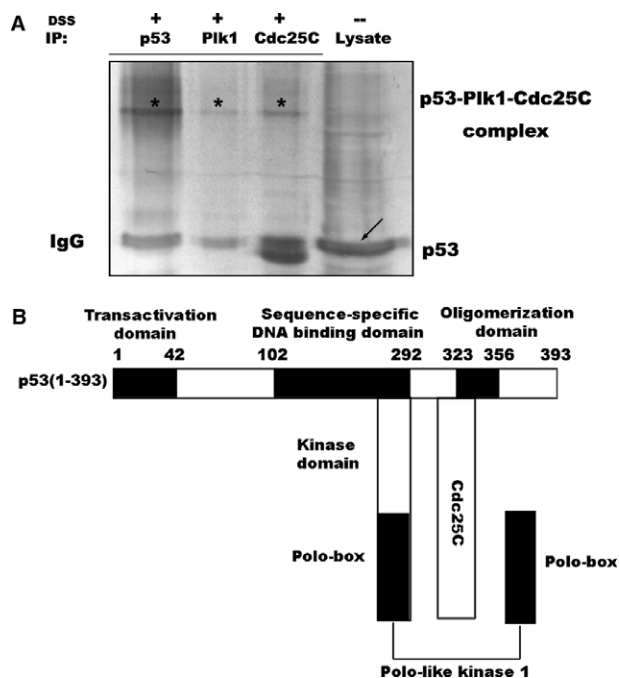 A
DSS + + + --
IP: p53 Plk1 Cdc25C Lysate
* * *
p53-Plk1-Cdc25C
complex
IgG
p53
B
Transactivation
domain
Sequence-specific
DNA binding domain
Oligomerization
domain
1 42 102 292 323 356 393
p53(1-393)
Kinase
domain
Cdc25C
Polo-box
Polo-box
Polo-like kinase 1